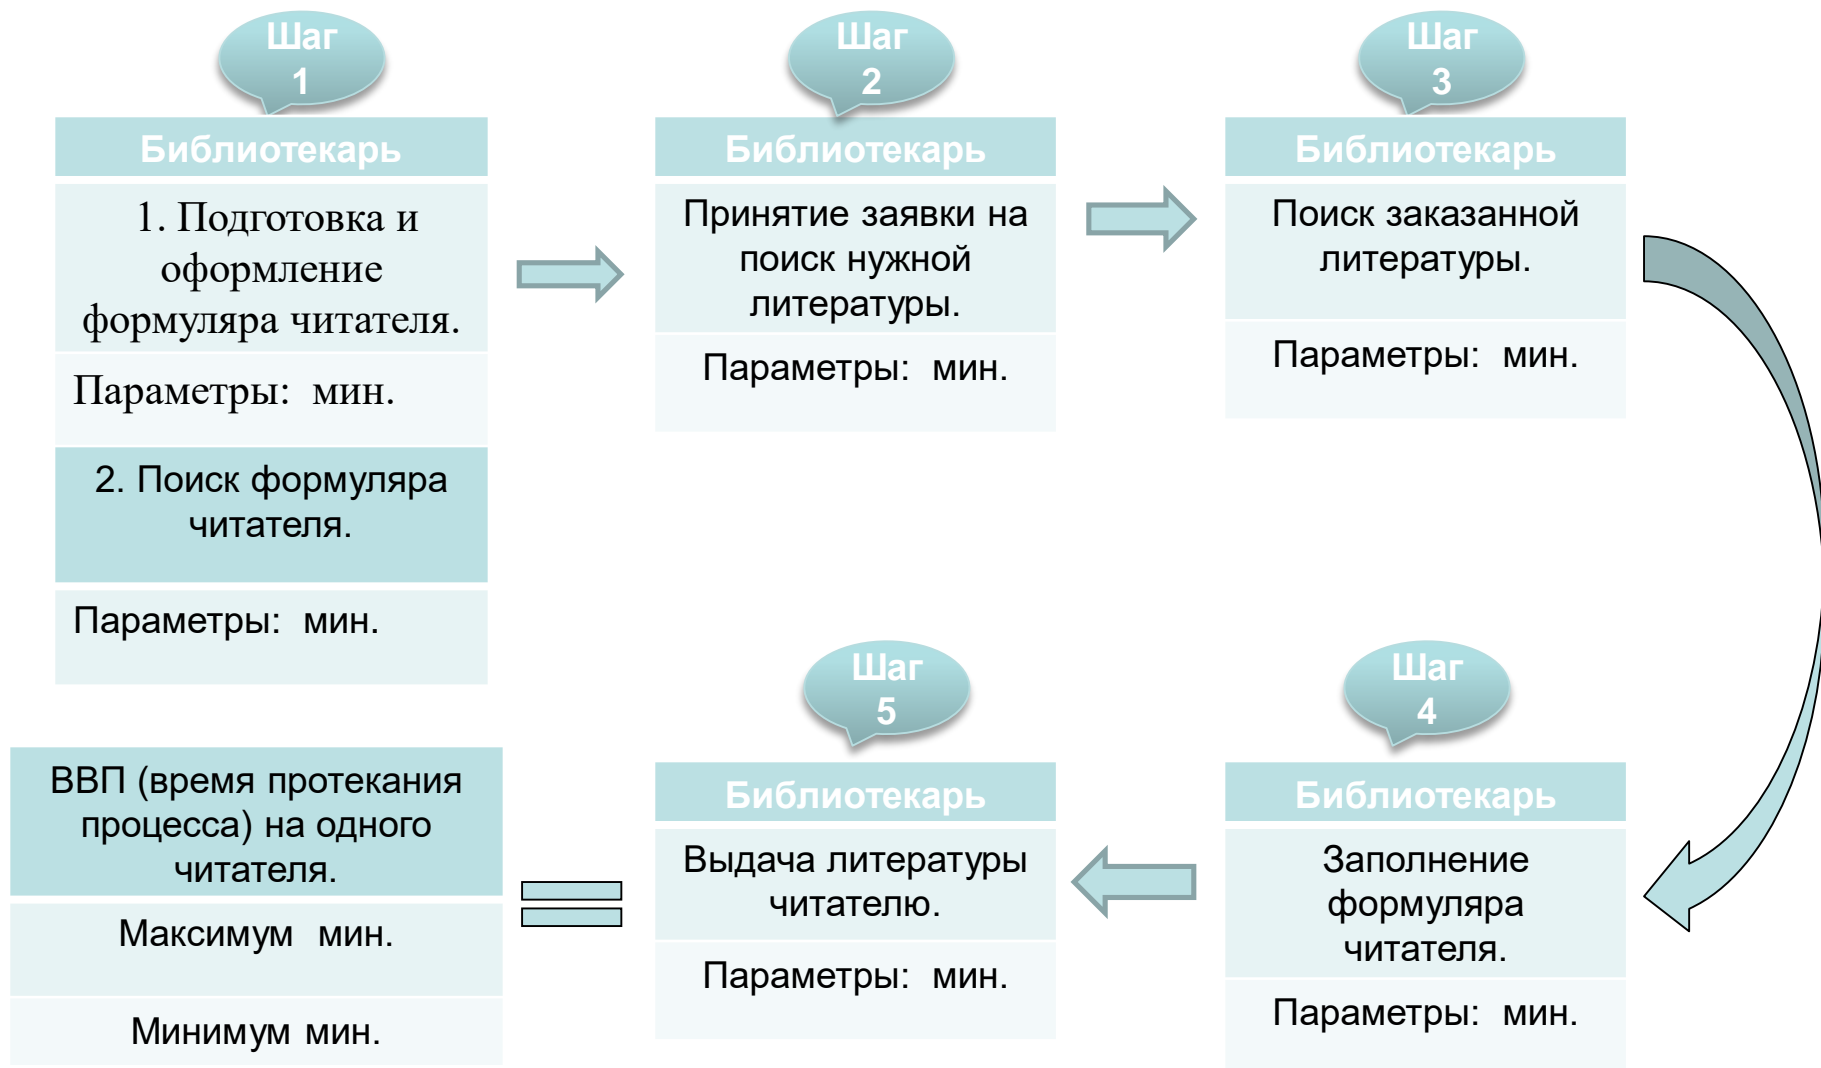 Шаг
1
Библиотекарь
1. Подготовка и
оформление
формуляра читателя.
Параметры:  мин.
2. Поиск формуляра
читателя.
Параметры:  мин.
Шаг
2
Библиотекарь
Принятие заявки на
поиск нужной
литературы.
Параметры:  мин.
Шаг
3
Библиотекарь
Поиск заказанной
литературы.
Параметры:  мин.
Шаг
4
Библиотекарь
Заполнение
формуляра
читателя.
Параметры:  мин.
Шаг
5
Библиотекарь
Выдача литературы
читателю.
Параметры:  мин.
ВВП (время протекания
процесса) на одного
читателя.
Максимум  мин.
Минимум мин.